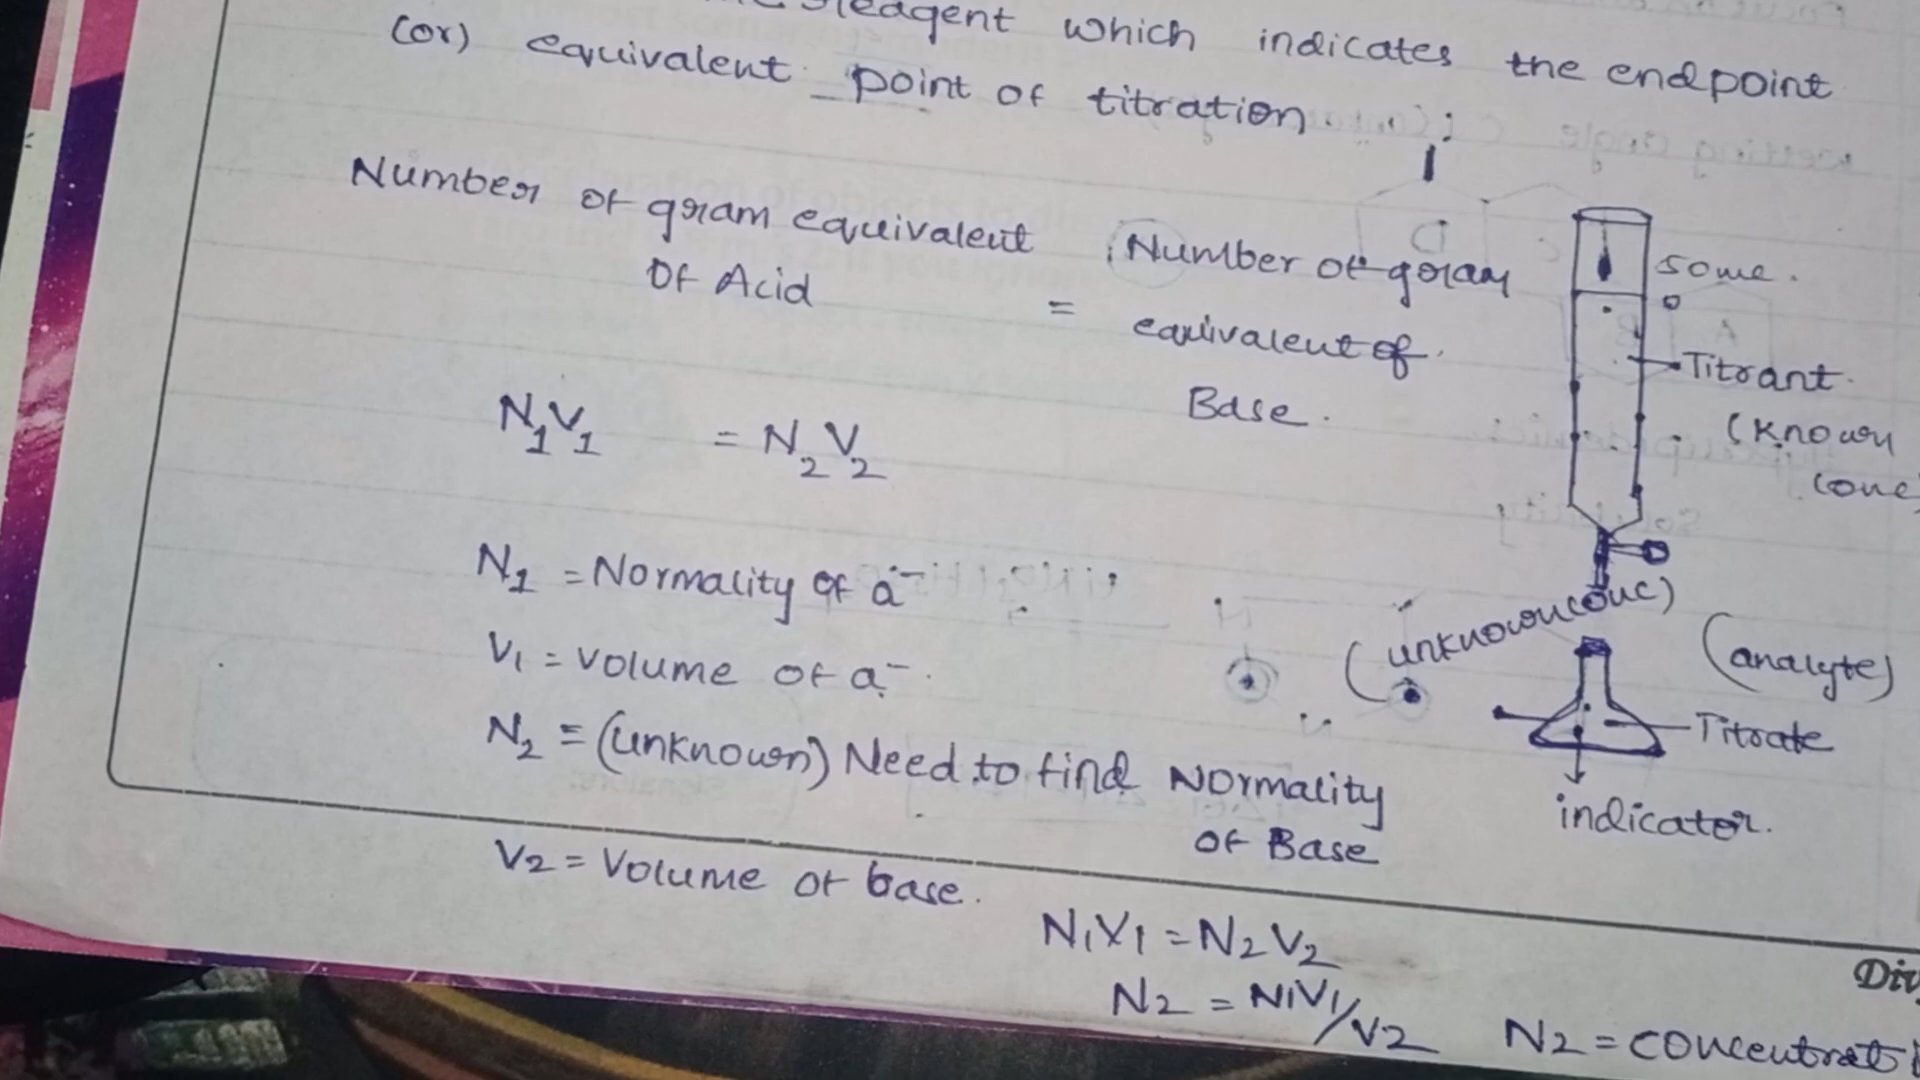 reagent which indicates the endpoint
(or) equivalent point of titration.
Number of gram equivalent
of Acid
=
Number of gram
equivalent of
Base.
N1V1 = N2V2
N1 = Normality of a-
V1 = volume of a-
N2 = (unknown) Need to find Normality
of Base
V2 = Volume of base.
N1V1 = N2V2
N2 = N1V1/V2
N2 = concentrati
some.
0
Titrant
(known
conc)
(unknown conc)
(analyte)
Titrate
indicator.
Div